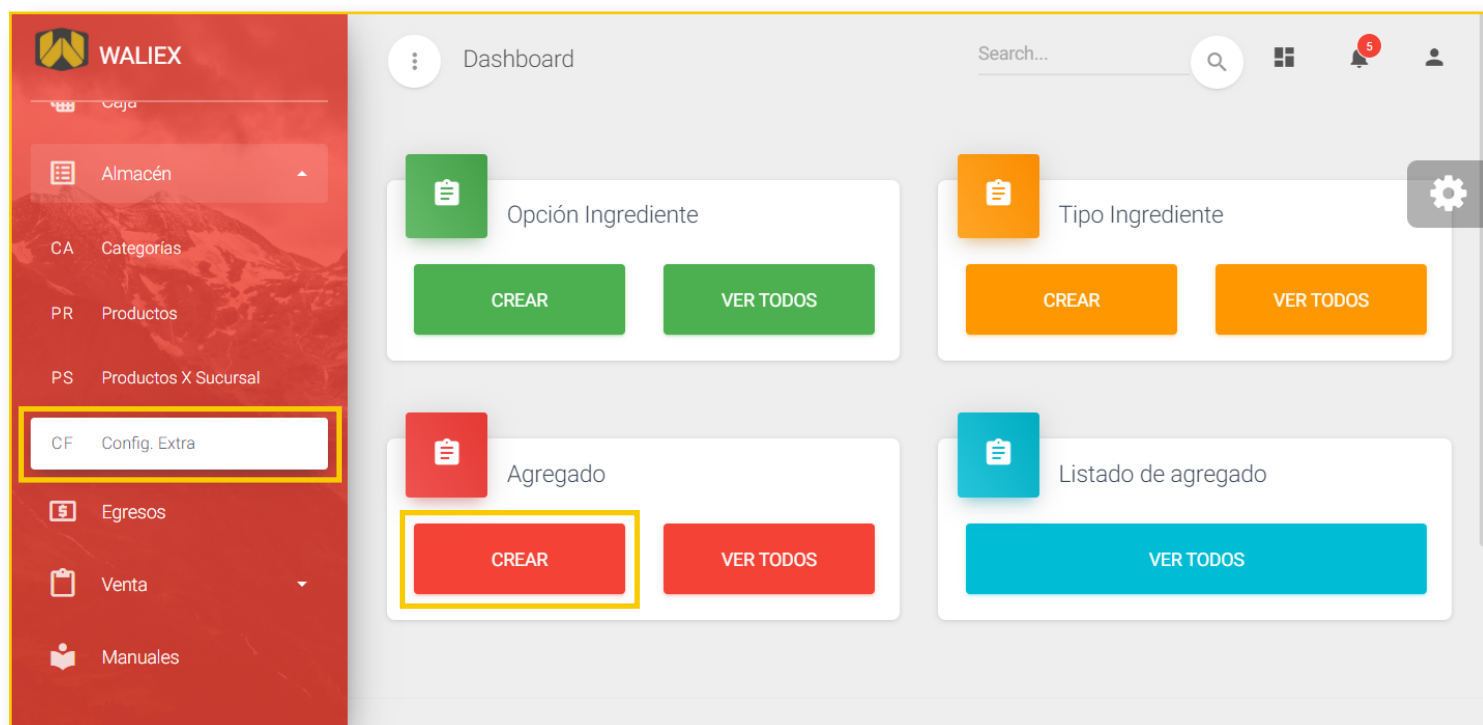 WALIEX
Dashboard
Search...
5
Caja
Almacén
CA Categorías
PR Productos
PS Productos X Sucursal
CF Config. Extra
Egresos
Venta
Manuales
Opción Ingrediente
CREAR VER TODOS
Tipo Ingrediente
CREAR VER TODOS
Agregado
CREAR VER TODOS
Listado de agregado
VER TODOS